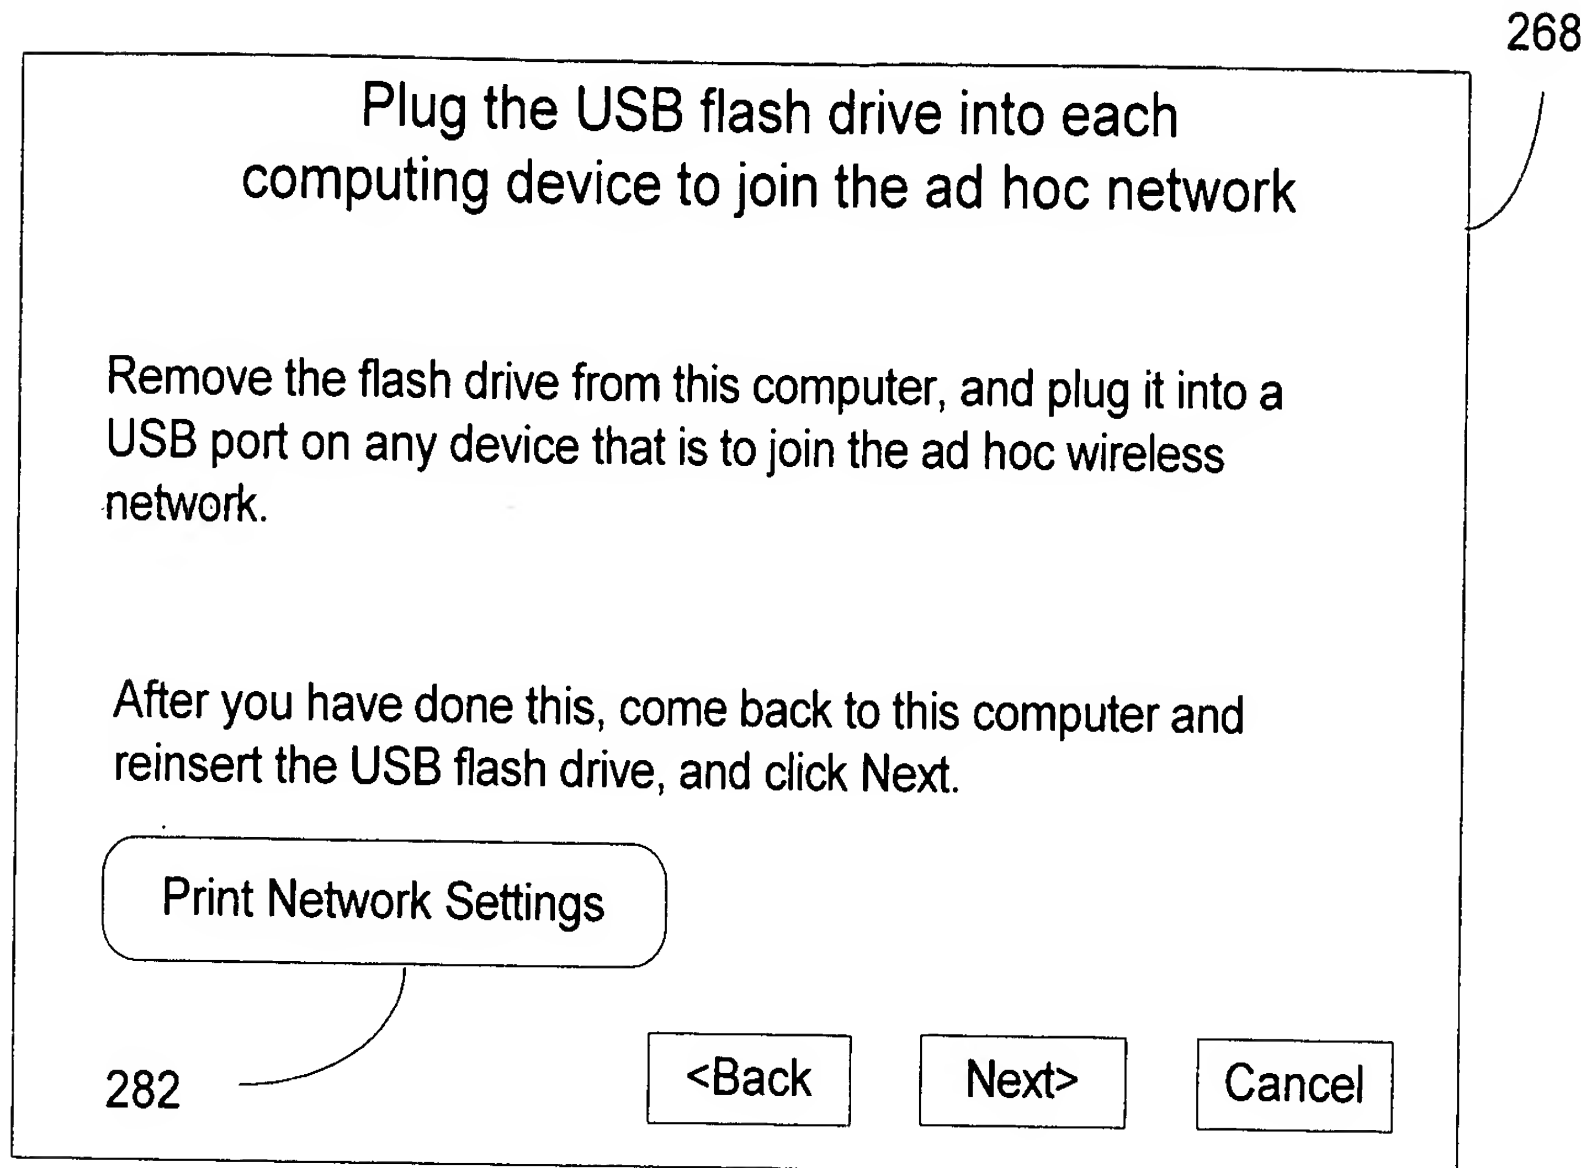 268
Plug the USB flash drive into each
computing device to join the ad hoc network
Remove the flash drive from this computer, and plug it into a
USB port on any device that is to join the ad hoc wireless
network.
After you have done this, come back to this computer and
reinsert the USB flash drive, and click Next.
Print Network Settings
282
<Back
Next>
Cancel